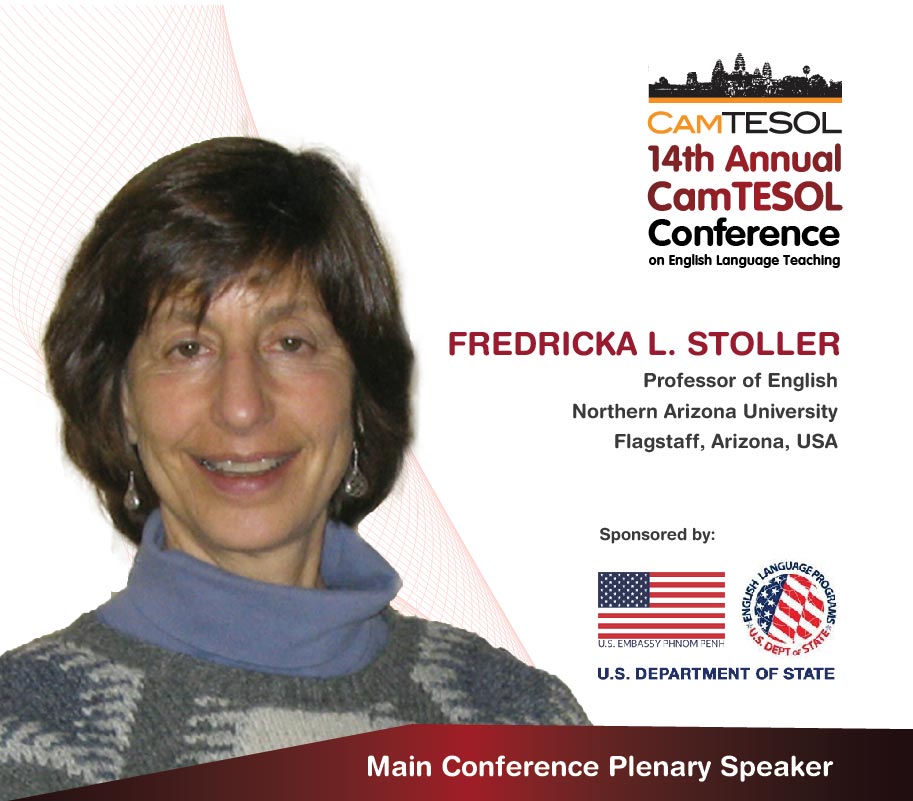 CAMTESOL
14th Annual
CamTESOL
Conference
on English Language Teaching
FREDRICKA L. STOLLER
Professor of English
Northern Arizona University
Flagstaff, Arizona, USA
Sponsored by:
U.S. EMBASSY PHNOM PENH
ENGLISH LANGUAGE PROGRAMS
U.S. DEPT OF STATE
U.S. DEPARTMENT OF STATE
Main Conference Plenary Speaker